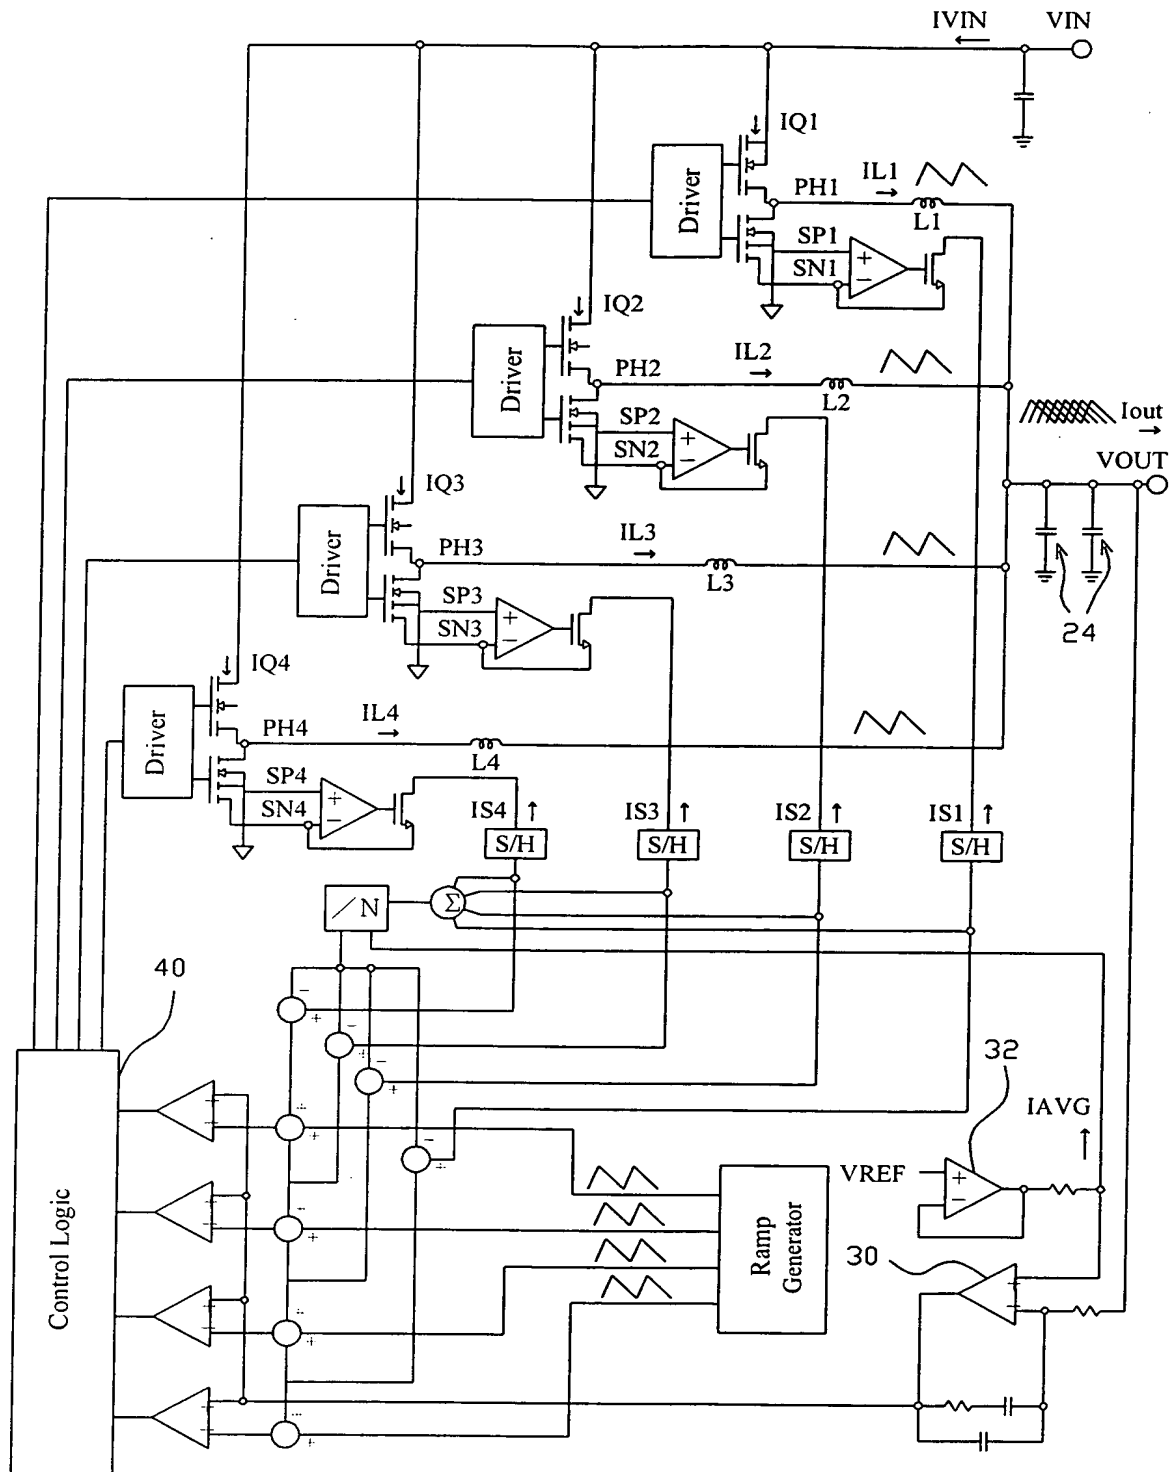 IVIN
VIN
IQ1
Driver
PH1
IL1
L1
SP1
SN1
+
−
IQ2
Driver
PH2
IL2
L2
SP2
SN2
+
−
Iout
VOUT
24
IQ3
Driver
PH3
IL3
L3
SP3
SN3
+
−
IQ4
Driver
PH4
IL4
L4
SP4
SN4
+
−
IS4
IS3
IS2
IS1
S/H
S/H
S/H
S/H
/N
Σ
40
32
IAVG
VREF
+
−
30
Control Logic
Ramp
Generator